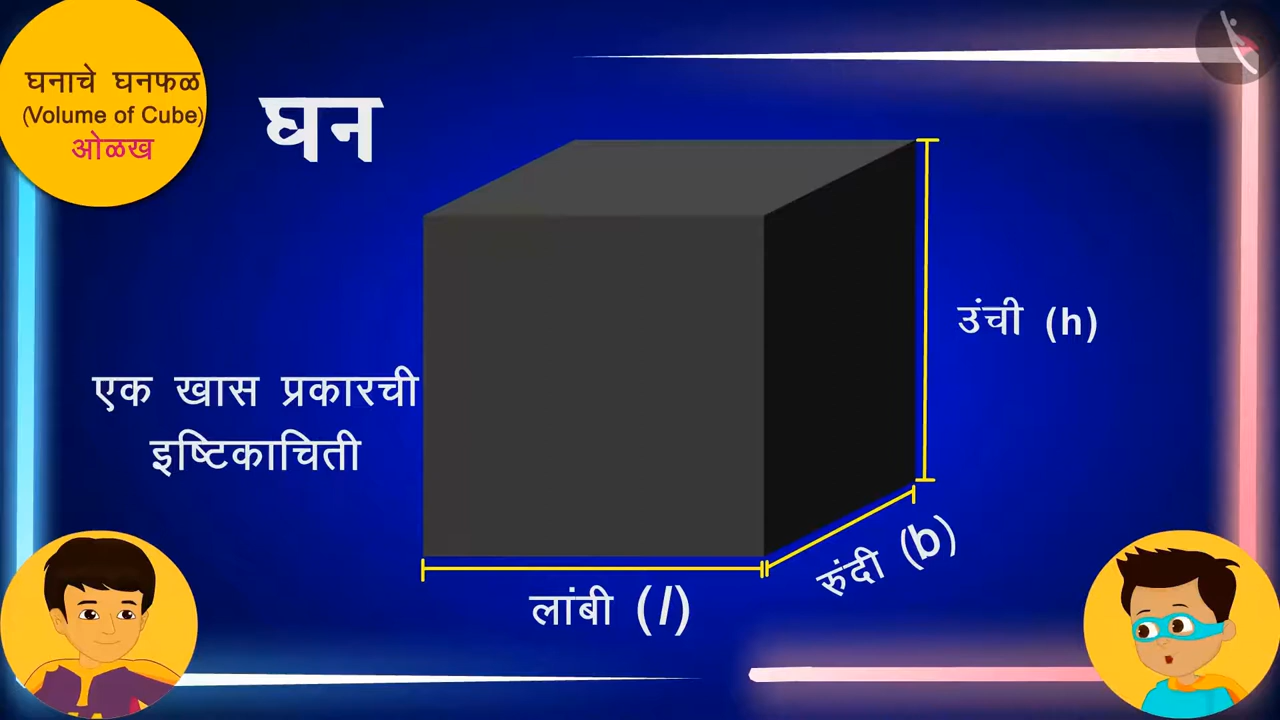 घनाचे घनफळ
(Volume of Cube)
ओळख
घन
उंची (h)
एक खास प्रकारची
इष्टिकाचिती
रुंदी (b)
लांबी (l)